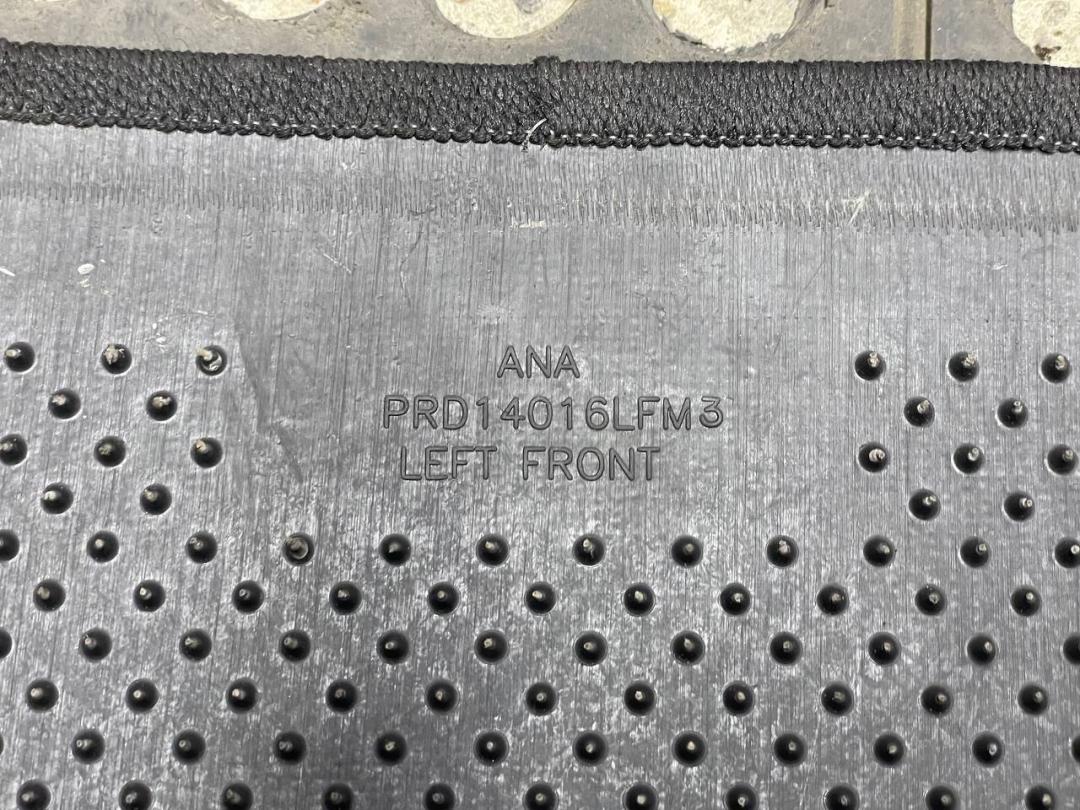 ANA
PRD14016LFM3
LEFT FRONT